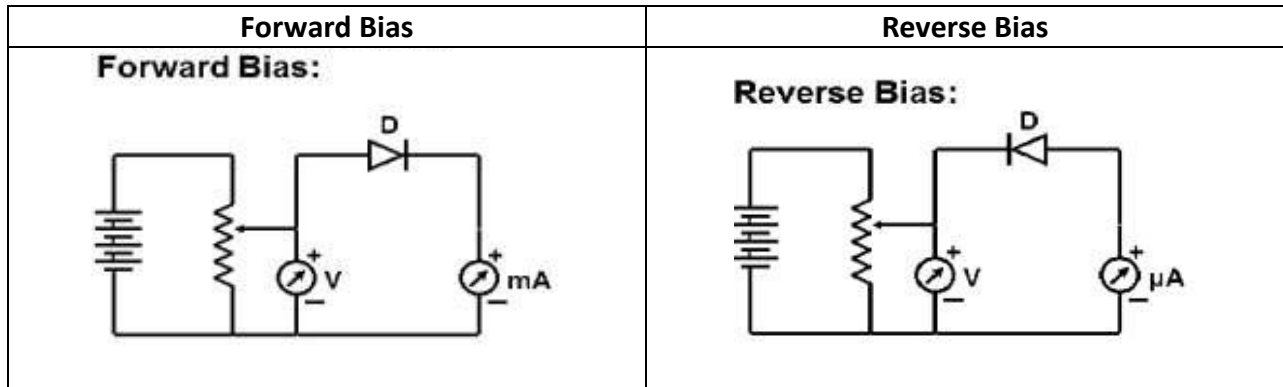 Forward Bias
Reverse Bias
Forward Bias:
D
+
V
−
+
mA
−
Reverse Bias:
D
+
V
−
+
µA
−